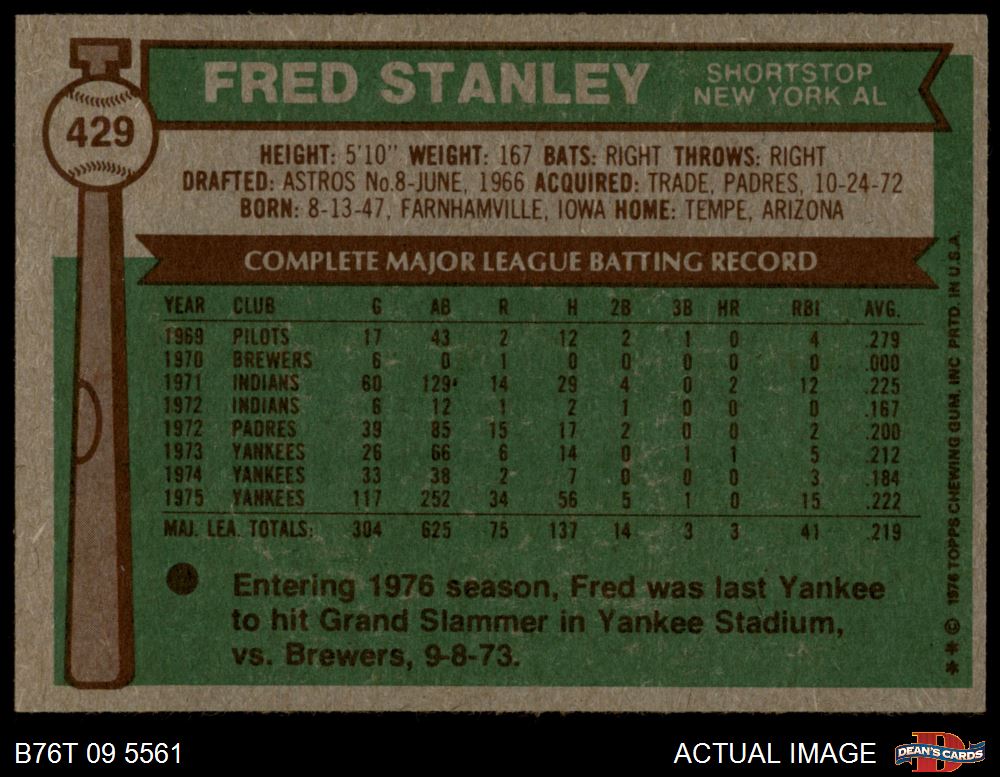 429
FRED STANLEY
SHORTSTOP
NEW YORK AL
HEIGHT: 5'10" WEIGHT: 167 BATS: RIGHT THROWS: RIGHT
DRAFTED: ASTROS No.8-JUNE, 1966 ACQUIRED: TRADE, PADRES, 10-24-72
BORN: 8-13-47, FARNHAMVILLE, IOWA HOME: TEMPE, ARIZONA
COMPLETE MAJOR LEAGUE BATTING RECORD
YEAR CLUB G AB R H 2B 3B HR RBI AVG.
1969 PILOTS 17 43 2 12 2 1 0 4 .279
1970 BREWERS 6 0 1 0 0 0 0 0 .000
1971 INDIANS 60 129 14 29 4 0 2 12 .225
1972 INDIANS 6 12 1 2 1 0 0 0 .167
1972 PADRES 39 85 15 17 2 0 0 2 .200
1973 YANKEES 26 66 6 14 0 1 1 5 .212
1974 YANKEES 33 38 2 7 0 0 0 3 .184
1975 YANKEES 117 252 34 56 5 1 0 15 .222
MAJ. LEA. TOTALS: 304 625 75 137 14 3 3 41 .219
Entering 1976 season, Fred was last Yankee
to hit Grand Slammer in Yankee Stadium,
vs. Brewers, 9-8-73.
** © 1976 TOPPS CHEWING GUM, INC PRTD. IN U.S.A.
B76T 09 5561
ACTUAL IMAGE
DEAN'S CARDS